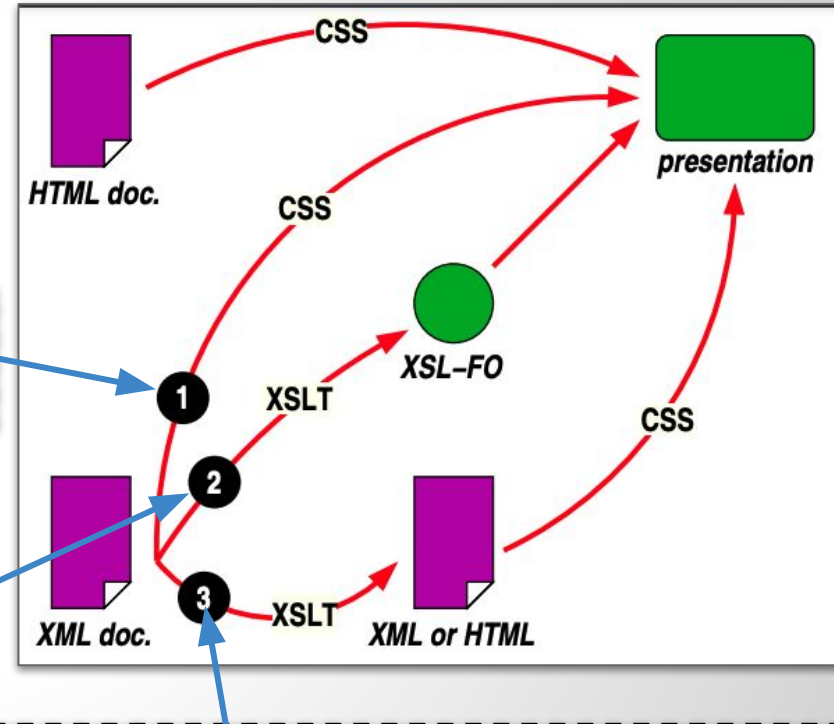 CSS
presentation
HTML doc.
CSS
XSL–FO
1
XSLT
CSS
2
3
XSLT
XML doc.
XML or HTML